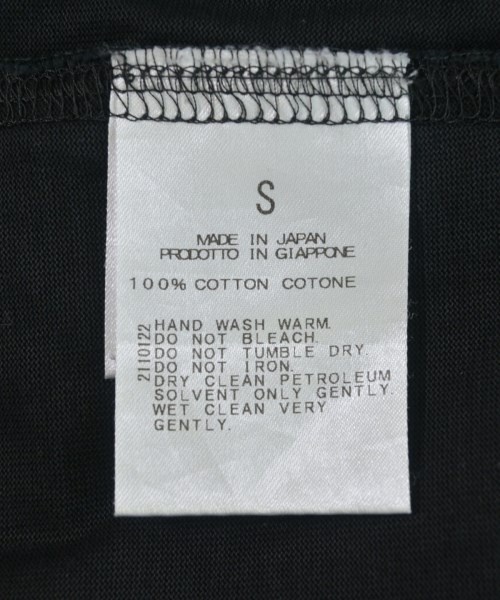 S
MADE IN JAPAN
PRODOTTO IN GIAPPONE
100% COTTON COTONE
2110122
HAND WASH WARM.
DO NOT BLEACH.
DO NOT TUMBLE DRY.
DO NOT IRON.
DRY CLEAN PETROLEUM
SOLVENT ONLY GENTLY.
WET CLEAN VERY
GENTLY.